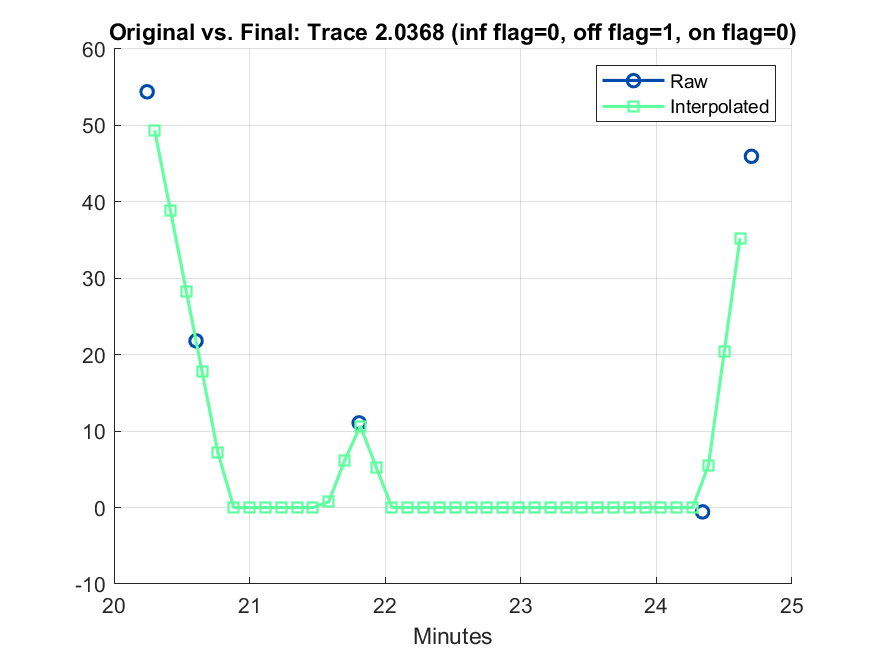 Original vs. Final: Trace 2.0368 (inf flag=0, off flag=1, on flag=0)
60
50
40
30
20
10
0
-10
Raw
Interpolated
20 21 22 23 24 25
Minutes